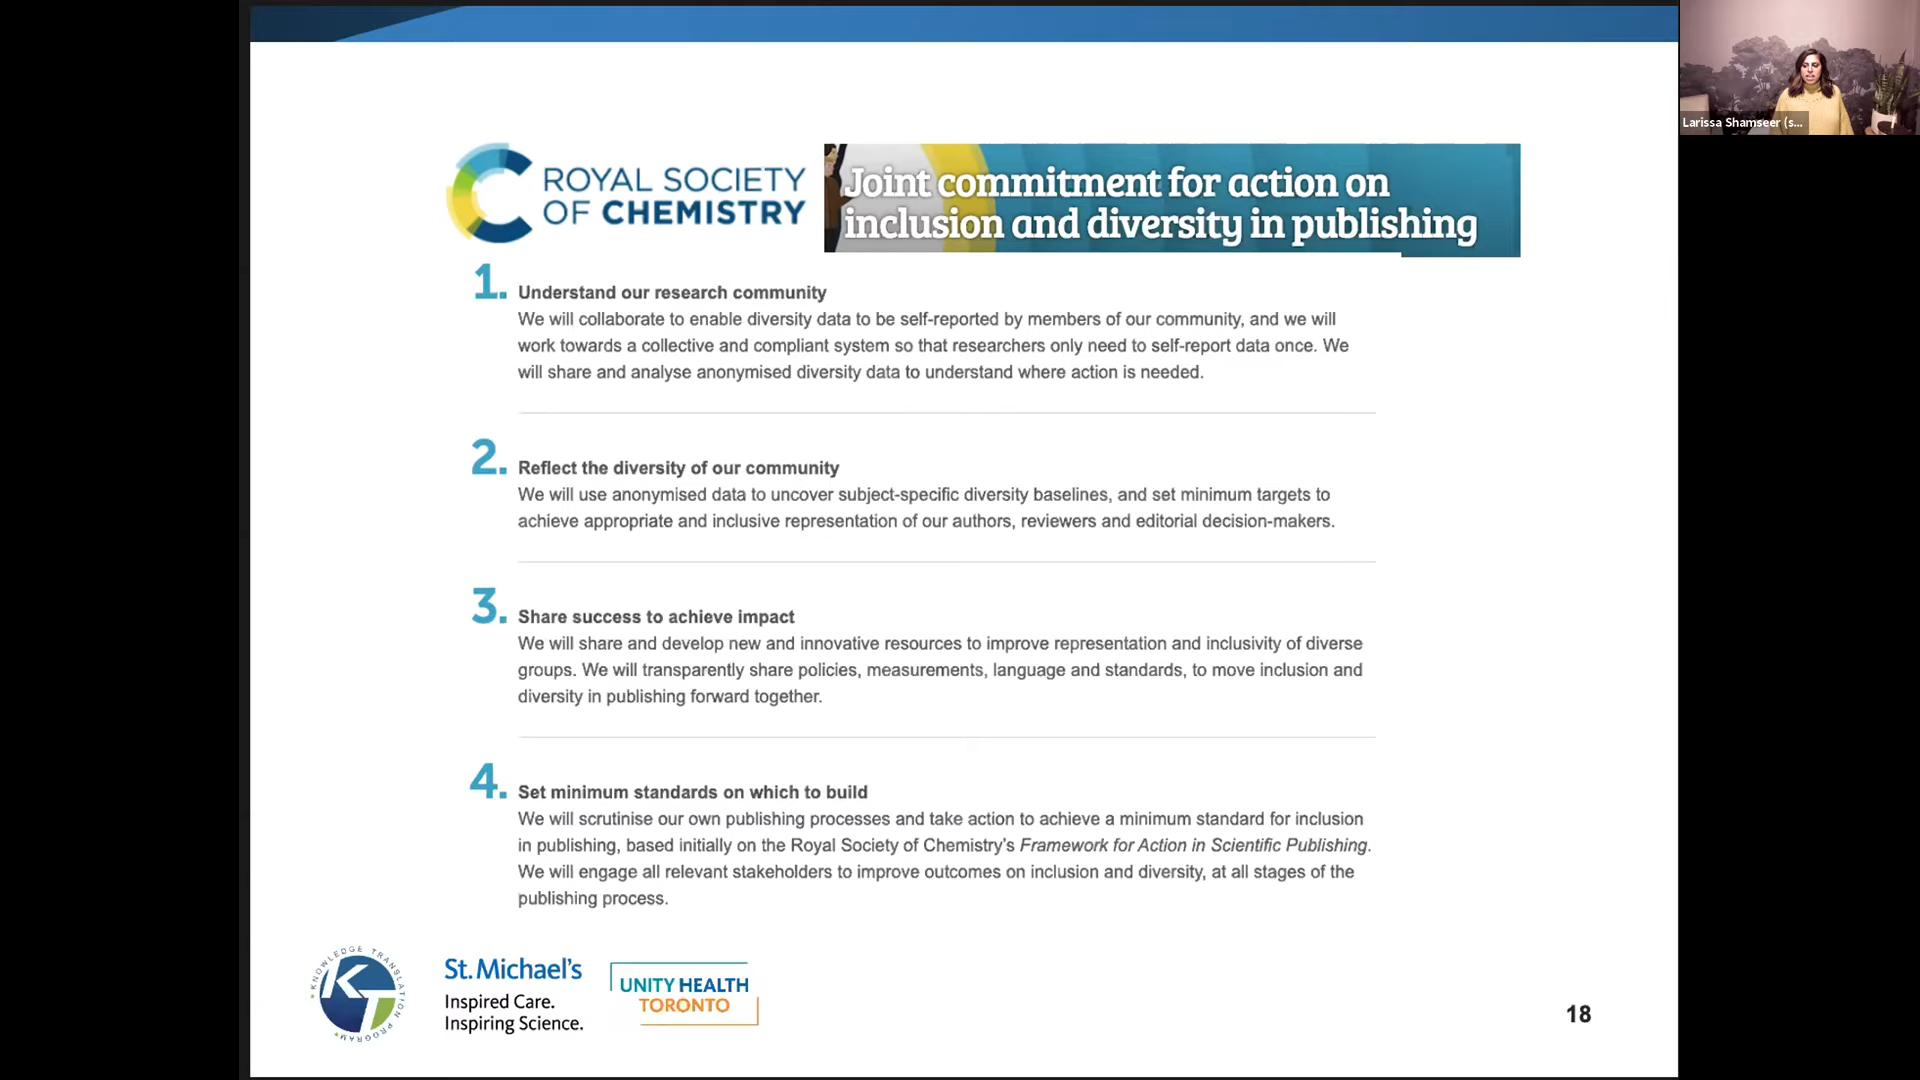 Larissa Shamseer (s...
ROYAL SOCIETY
OF CHEMISTRY
Joint commitment for action on
inclusion and diversity in publishing
1. Understand our research community
We will collaborate to enable diversity data to be self-reported by members of our community, and we will
work towards a collective and compliant system so that researchers only need to self-report data once. We
will share and analyse anonymised diversity data to understand where action is needed.
2. Reflect the diversity of our community
We will use anonymised data to uncover subject-specific diversity baselines, and set minimum targets to
achieve appropriate and inclusive representation of our authors, reviewers and editorial decision-makers.
3. Share success to achieve impact
We will share and develop new and innovative resources to improve representation and inclusivity of diverse
groups. We will transparently share policies, measurements, language and standards, to move inclusion and
diversity in publishing forward together.
4. Set minimum standards on which to build
We will scrutinise our own publishing processes and take action to achieve a minimum standard for inclusion
in publishing, based initially on the Royal Society of Chemistry's Framework for Action in Scientific Publishing.
We will engage all relevant stakeholders to improve outcomes on inclusion and diversity, at all stages of the
publishing process.
KNOWLEDGE TRANSLATION PROGRAM
KT
St. Michael's
Inspired Care.
Inspiring Science.
UNITY HEALTH
TORONTO
18